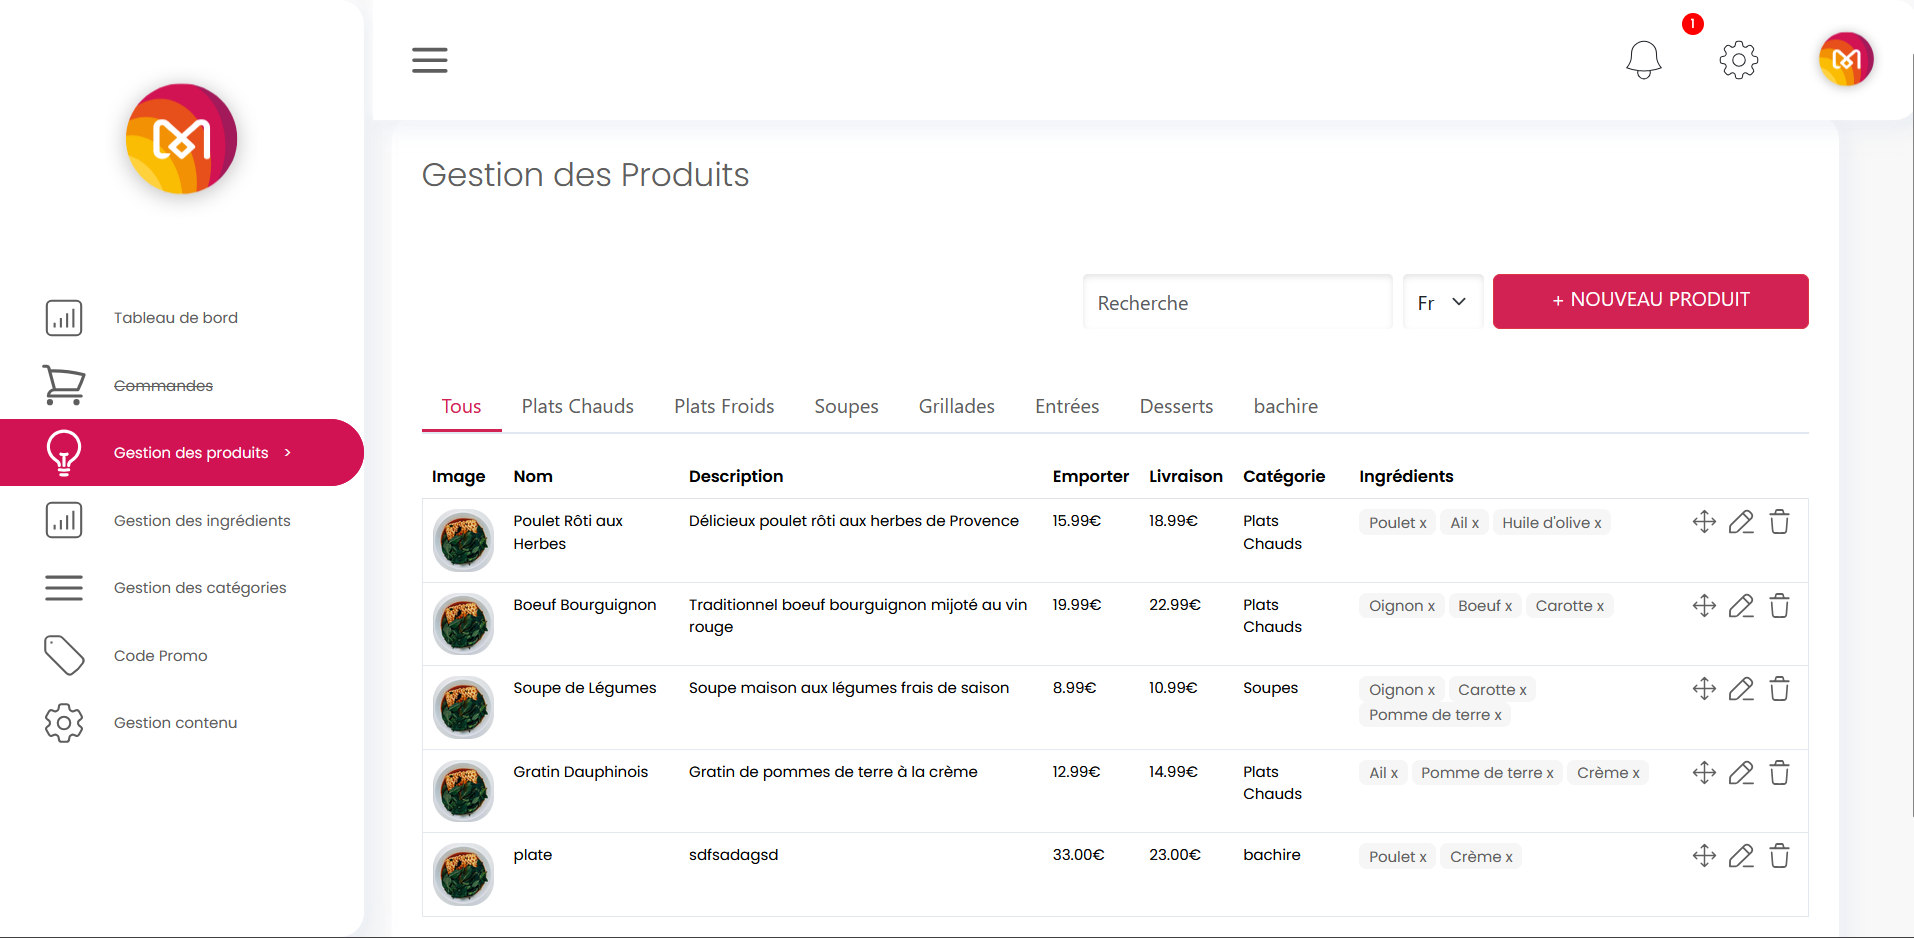 1
Gestion des Produits
Recherche
Fr
+ NOUVEAU PRODUIT
Tableau de bord
Commandes
Gestion des produits >
Gestion des ingrédients
Gestion des catégories
Code Promo
Gestion contenu
Tous Plats Chauds Plats Froids Soupes Grillades Entrées Desserts bachire
Image Nom Description Emporter Livraison Catégorie Ingrédients
Poulet Rôti aux Délicieux poulet rôti aux herbes de Provence 15.99€ 18.99€ Plats Poulet x Ail x Huile d'olive x
Herbes Chauds
Boeuf Bourguignon Traditionnel boeuf bourguignon mijoté au vin 19.99€ 22.99€ Plats Oignon x Boeuf x Carotte x
rouge Chauds
Soupe de Légumes Soupe maison aux légumes frais de saison 8.99€ 10.99€ Soupes Oignon x Carotte x
Pomme de terre x
Gratin Dauphinois Gratin de pommes de terre à la crème 12.99€ 14.99€ Plats Ail x Pomme de terre x Crème x
Chauds
plate sdfsadagsd 33.00€ 23.00€ bachire Poulet x Crème x